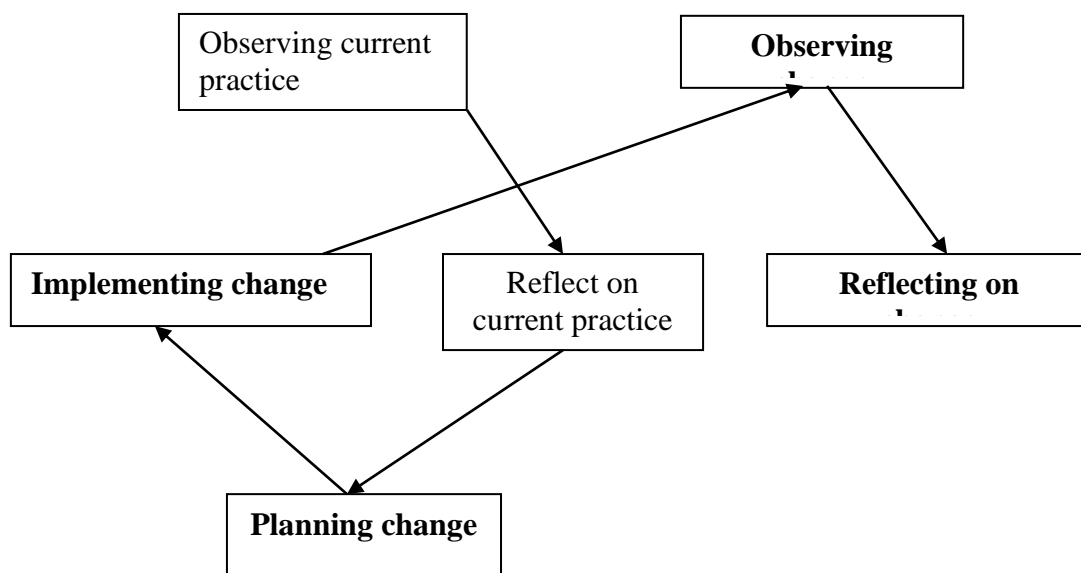 Observing current
practice
Observing
Implementing change
Reflect on
current practice
Reflecting on
Planning change